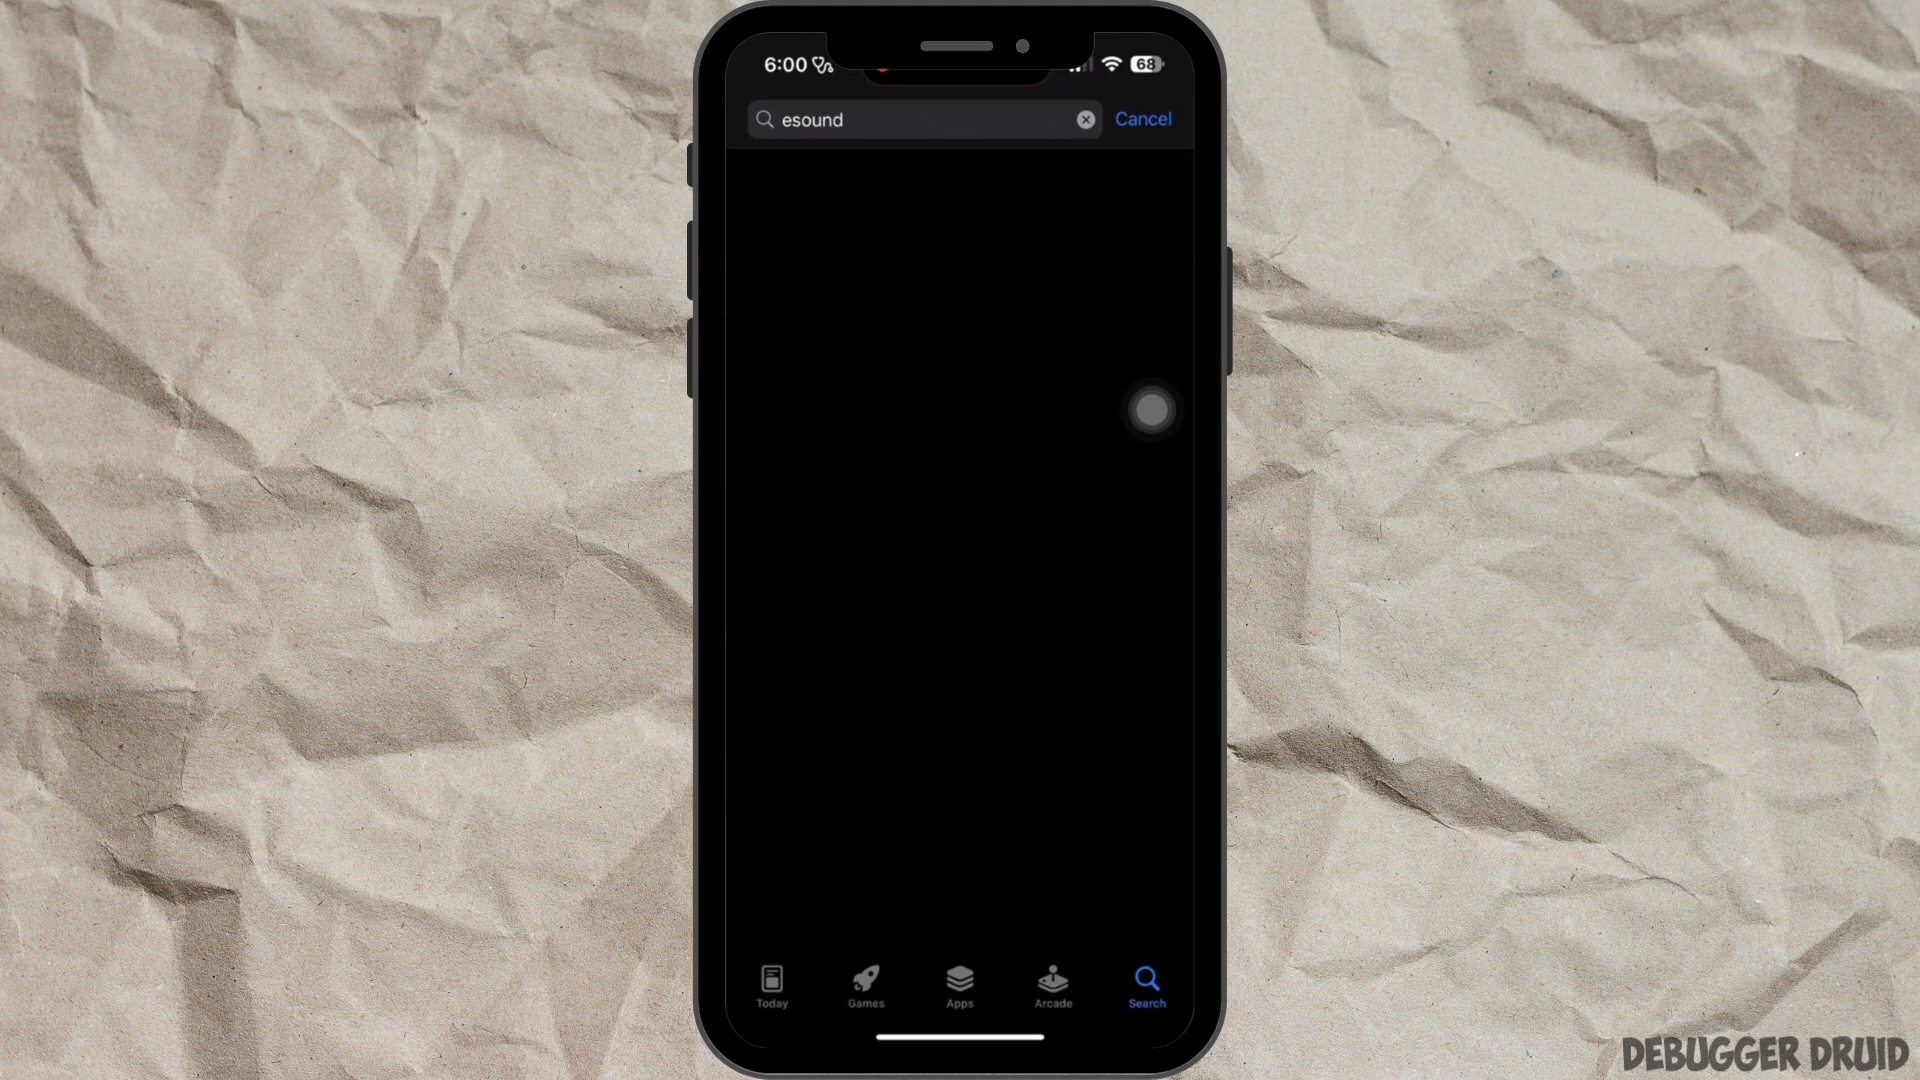 6:00
68
esound
Cancel
Today
Games
Apps
Arcade
Search
DEBUGGER DRUID